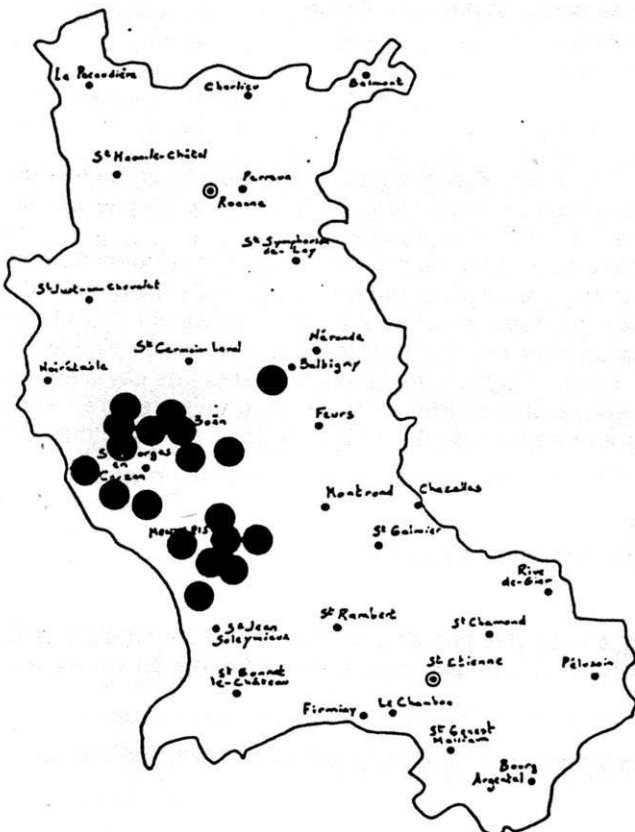 La Pacaudière
Charlieu
Belmont
St Haon-le-Châtel
Perreux
Roanne
St Symphorien
de-Lay
St Just-en Chevalet
St Germain Laval
Néronde
Balbigny
Noirétable
Boën
Feurs
S
orges
en
Couzan
Montrond
Chazelles
St Galmier
Rive
de-Gier
St Jean
Soleymieux
St Rambert
St Chamond
St Etienne
Pélussin
St Bonnet
le-Château
Firminy
Le Chambon
St Genest
Malifaux
Bourg
Argental